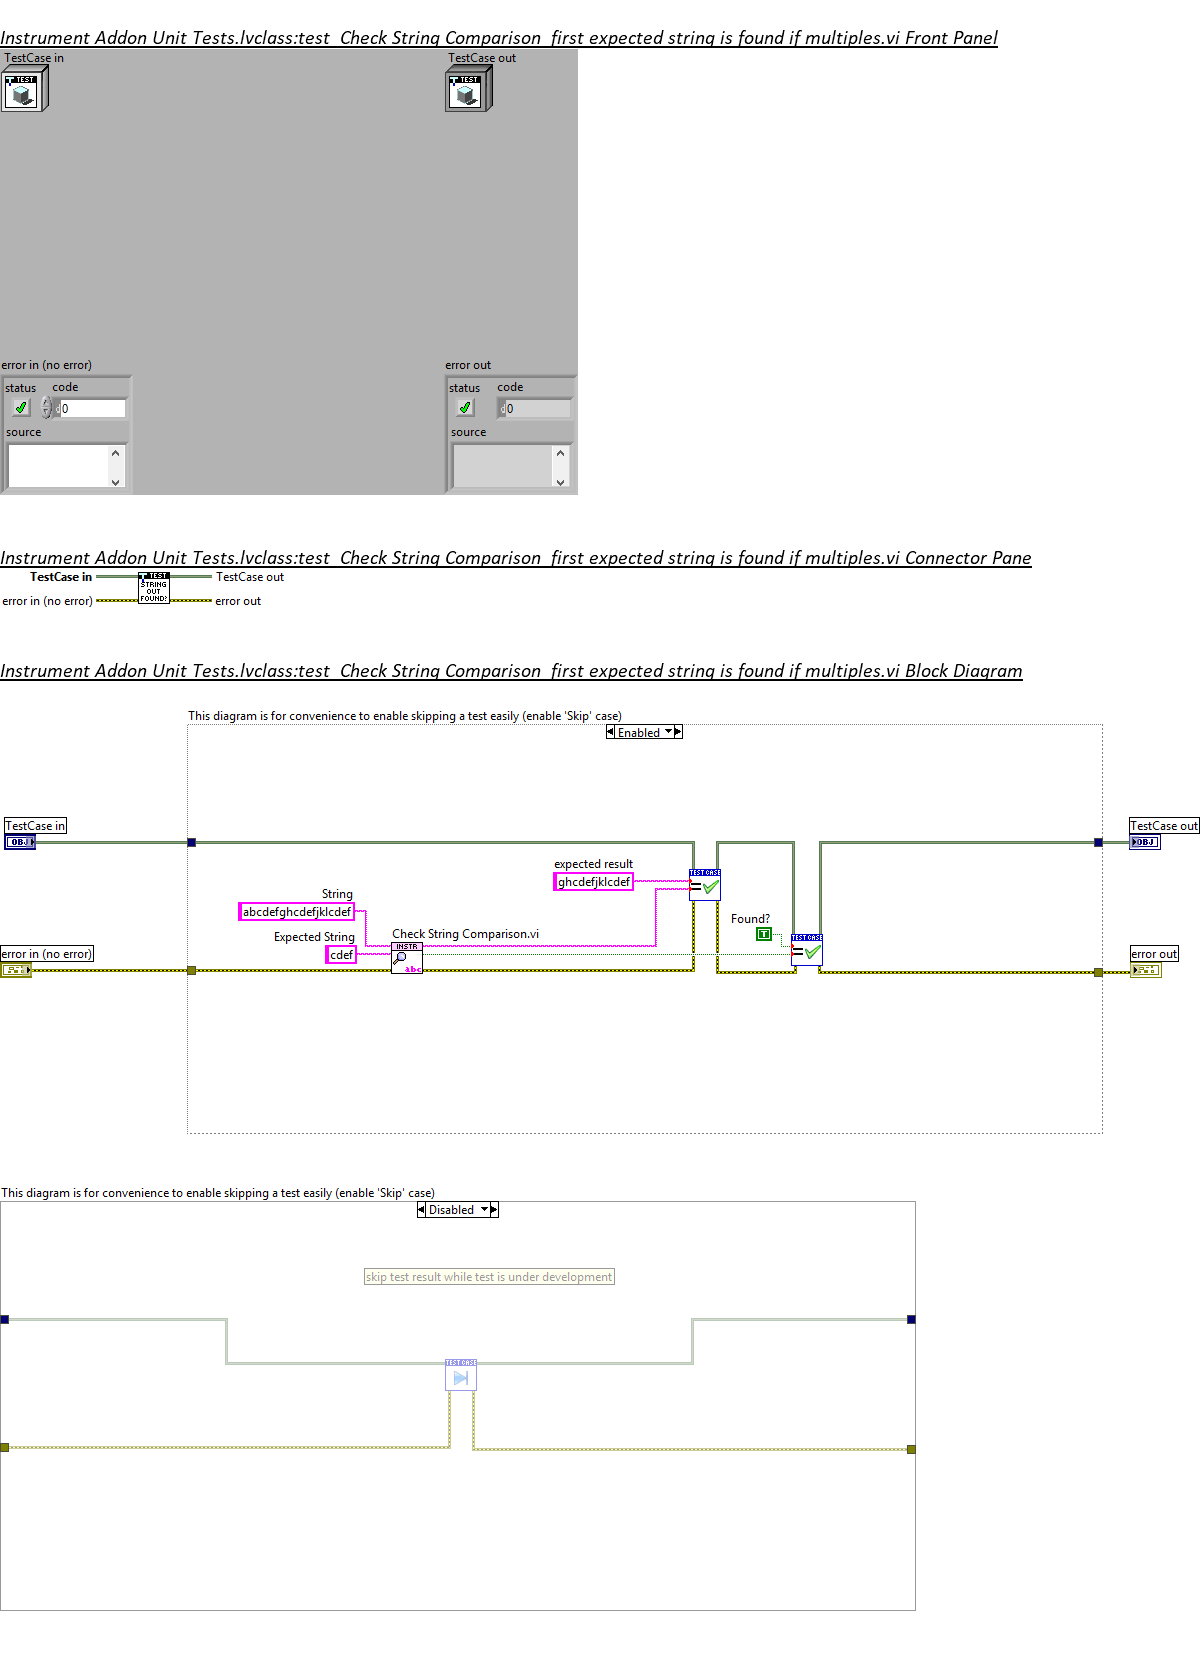 Instrument Addon Unit Tests.lvclass:test_Check String Comparison_first expected string is found if multiples.vi Front Panel
TestCase in
TestCase out
TEST
TEST
error in (no error)
error out
status
code
status
code
d0
d0
source
source
Instrument Addon Unit Tests.lvclass:test_Check String Comparison_first expected string is found if multiples.vi Connector Pane
TestCase in
TEST
TestCase out
STRING
OUT
FOUND?
error in (no error)
error out
Instrument Addon Unit Tests.lvclass:test_Check String Comparison_first expected string is found if multiples.vi Block Diagram
This diagram is for convenience to enable skipping a test easily (enable 'Skip' case)
Enabled
TestCase in
TestCase out
OBJ
OBJ
expected result
TEST CASE
ghcdefjklcdef
=
String
abcdefghcdefjklcdef
Found?
Expected String
Check String Comparison.vi
T
TEST CASE
INSTR
error in (no error)
cdef
=
error out
abc
This diagram is for convenience to enable skipping a test easily (enable 'Skip' case)
Disabled
skip test result while test is under development
TEST CASE